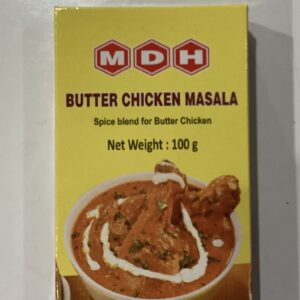 MDH
BUTTER CHICKEN MASALA
Spice blend for Butter Chicken
Net Weight : 100 g